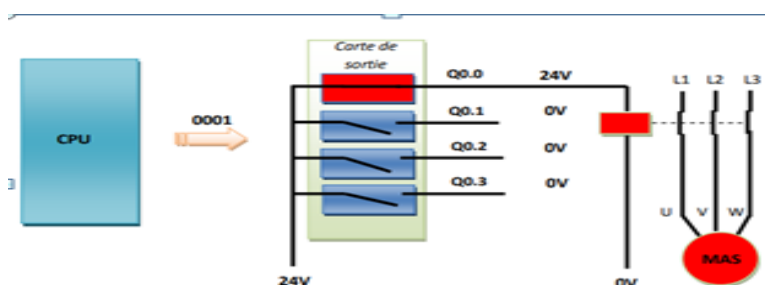 Carte de
sortie
CPU
0001
Q0.0 24V
Q0.1 0V
Q0.2 0V
Q0.3 0V
L1 L2 L3
U V W
MAS
24V
0V